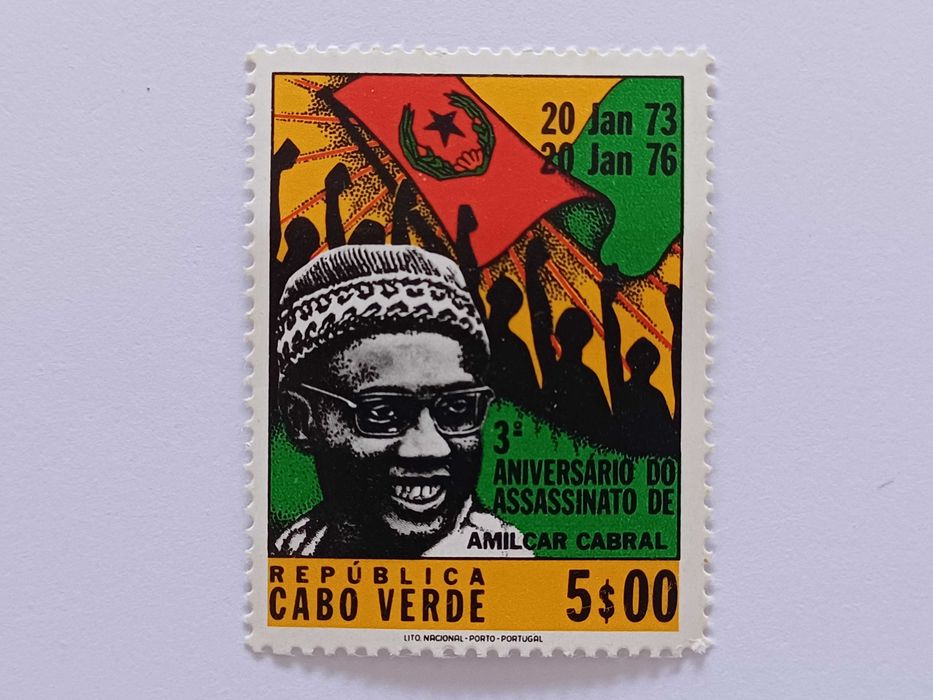 20 Jan 73
20 Jan 76
3º
ANIVERSÁRIO DO
ASSASSINATO DE
AMILCAR CABRAL
REPÚBLICA
CABO VERDE
5$00
LITO. NACIONAL - PORTO - PORTUGAL